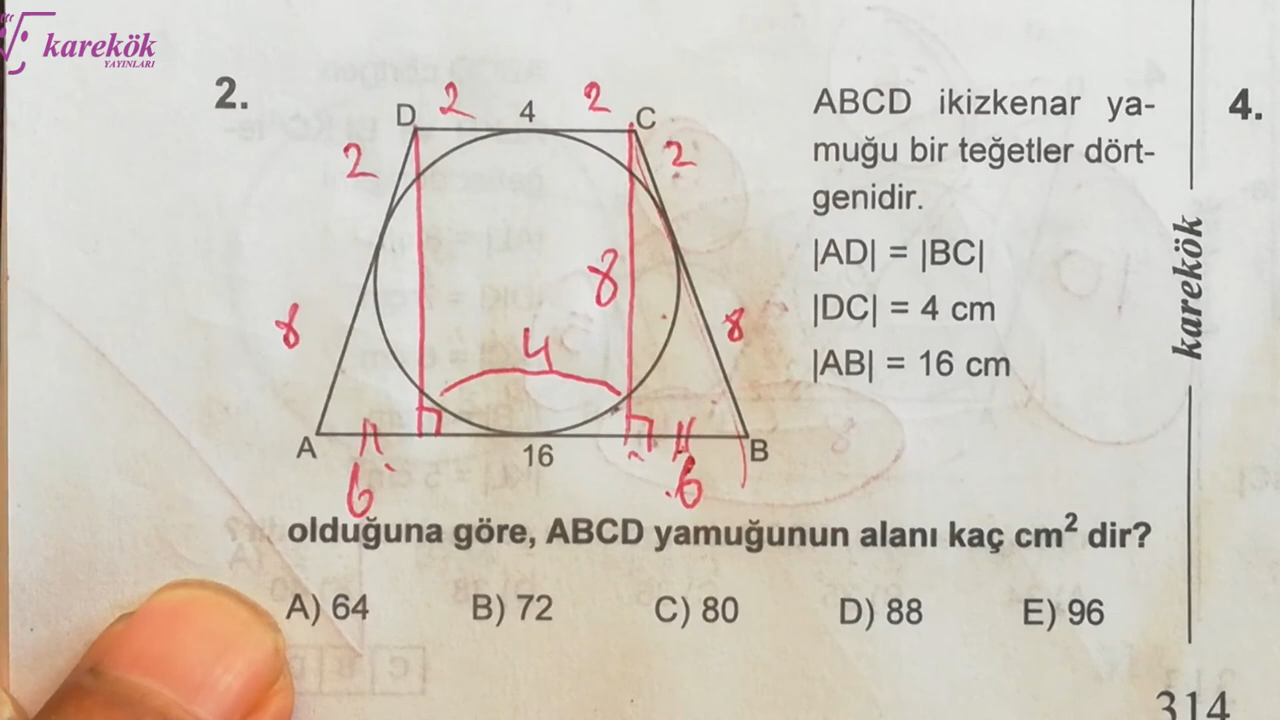 karekök
YAYINLARI
2.
D 2 4 2 C
2 2
8 8 8
4
A 16 B
6 6
ABCD ikizkenar ya-
muğu bir teğetler dört-
genidir.
|AD| = |BC|
|DC| = 4 cm
|AB| = 16 cm
olduğuna göre, ABCD yamuğunun alanı kaç cm² dir?
A) 64 B) 72 C) 80 D) 88 E) 96
karekök
4.
314